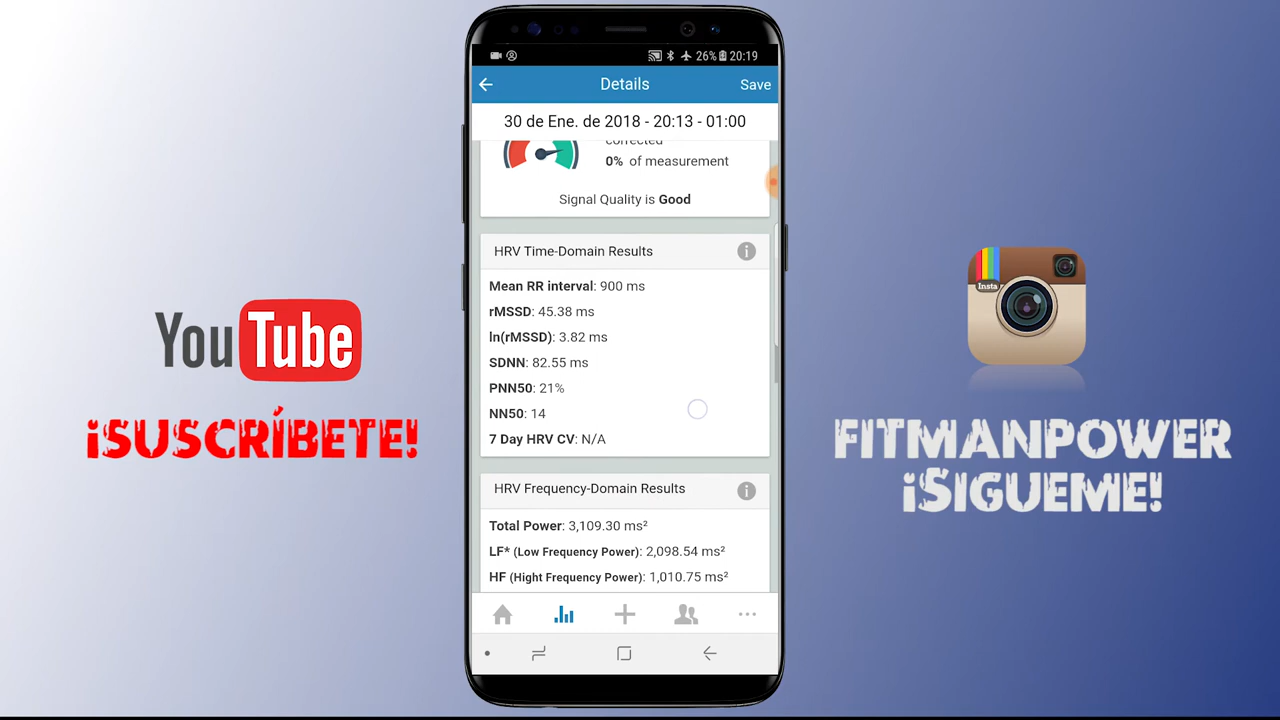 26% 20:19
Details
Save
30 de Ene. de 2018 - 20:13 - 01:00
corrected
0% of measurement
Signal Quality is Good
HRV Time-Domain Results
Mean RR interval: 900 ms
rMSSD: 45.38 ms
ln(rMSSD): 3.82 ms
SDNN: 82.55 ms
PNN50: 21%
NN50: 14
7 Day HRV CV: N/A
HRV Frequency-Domain Results
Total Power: 3,109.30 ms²
LF* (Low Frequency Power): 2,098.54 ms²
HF (Hight Frequency Power): 1,010.75 ms²
YouTube
¡SUSCRÍBETE!
Insta
FITMANPOWER
¡SIGUEME!